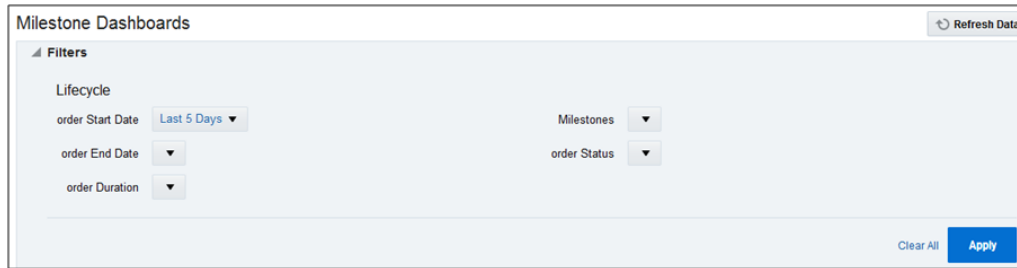 Milestone Dashboards
Refresh Data
Filters
Lifecycle
order Start Date Last 5 Days Milestones
order End Date order Status
order Duration
Clear All Apply